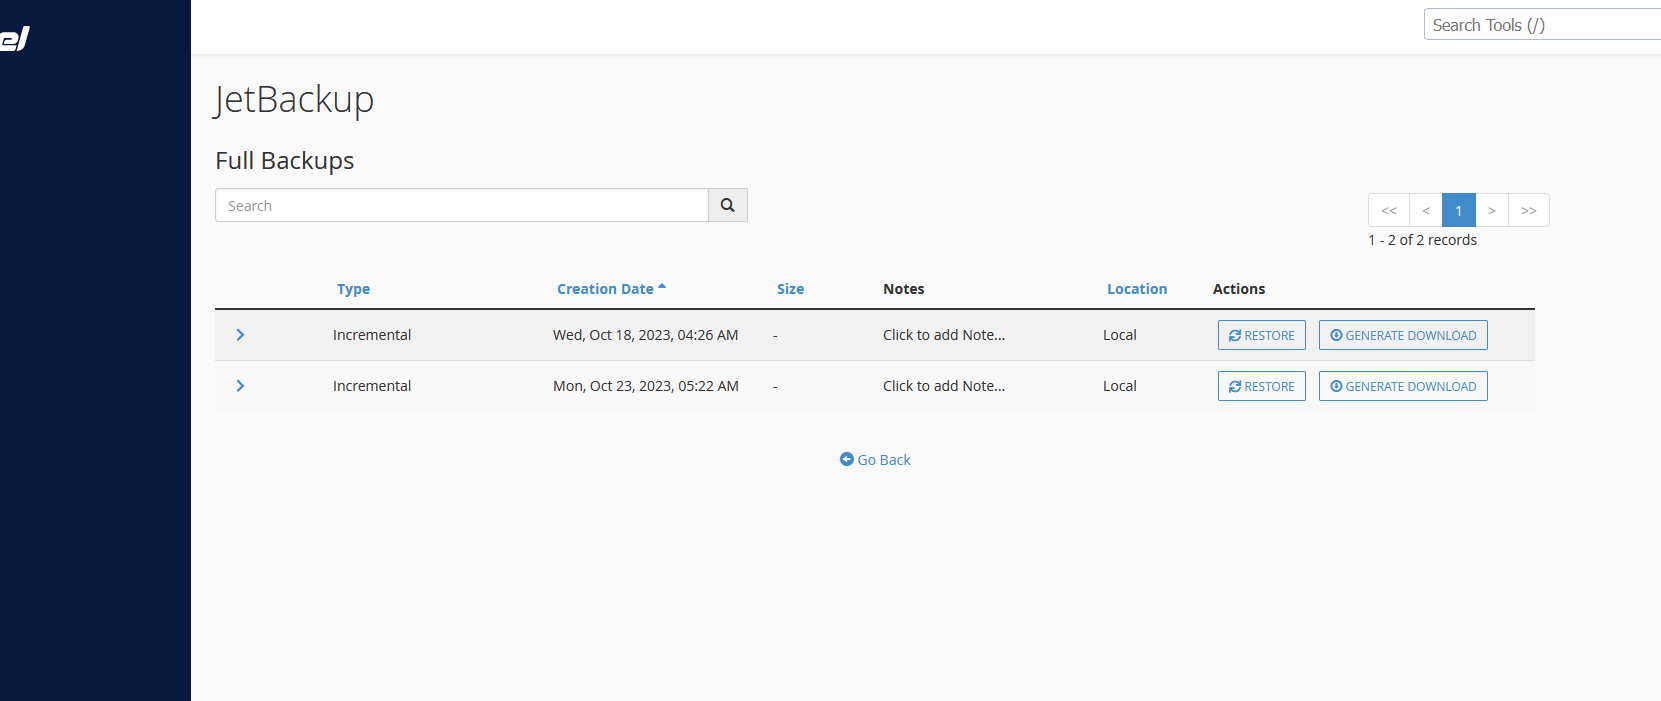 el
Search Tools (/)
JetBackup
Full Backups
Search
<< < 1 > >>
1 - 2 of 2 records
Type Creation Date Size Notes Location Actions
Incremental Wed, Oct 18, 2023, 04:26 AM - Click to add Note... Local RESTORE GENERATE DOWNLOAD
Incremental Mon, Oct 23, 2023, 05:22 AM - Click to add Note... Local RESTORE GENERATE DOWNLOAD
Go Back